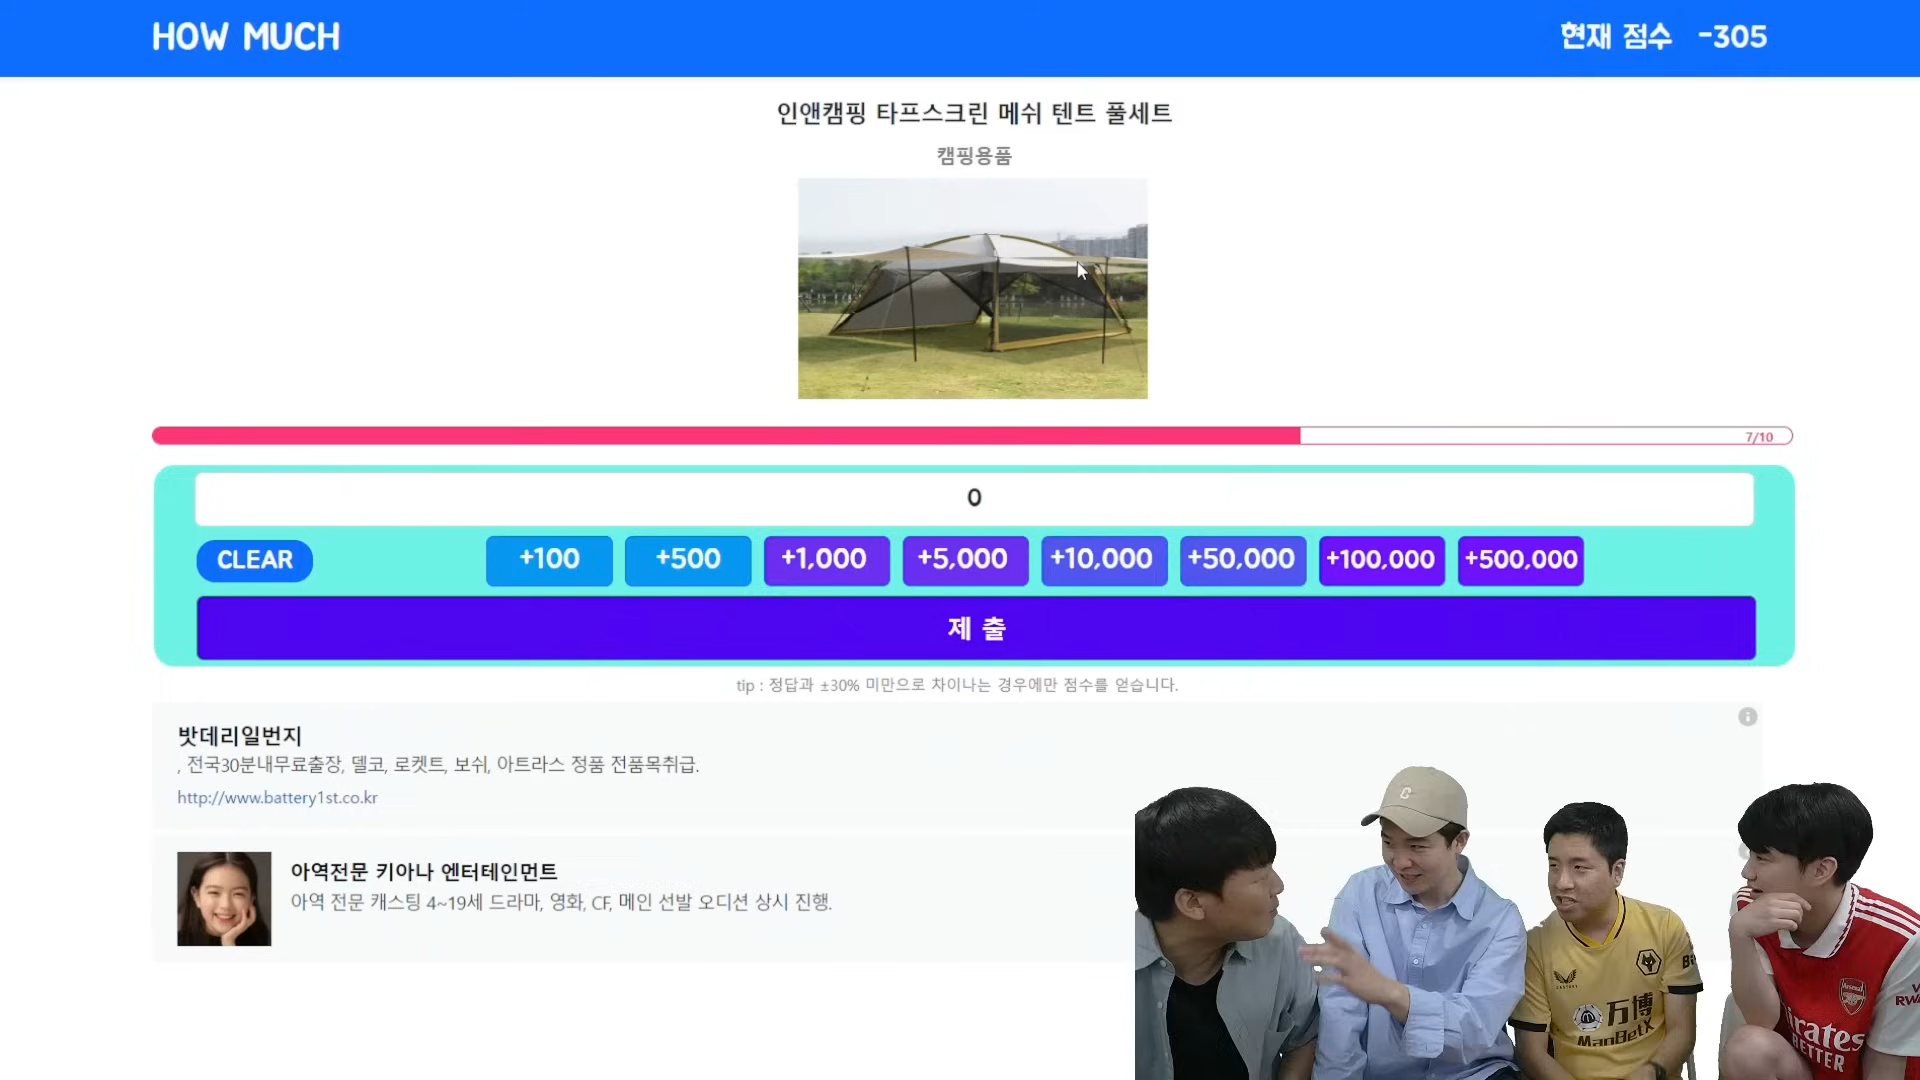 HOW MUCH
현재 점수 -305
인앤캠핑 타프스크린 메쉬 텐트 풀세트
캠핑용품
7/10
0
CLEAR
+100
+500
+1,000
+5,000
+10,000
+50,000
+100,000
+500,000
제 출
tip : 정답과 ±30% 미만으로 차이나는 경우에만 점수를 얻습니다.
밧데리일번지
, 전국30분내무료출장, 델코, 로켓트, 보쉬, 아트라스 정품 전품목취급.
http://www.battery1st.co.kr
아역전문 키아나 엔터테인먼트
아역 전문 캐스팅 4~19세 드라마, 영화, CF, 메인 선발 오디션 상시 진행.
万博
ManBetX
Arsenal
BETTER